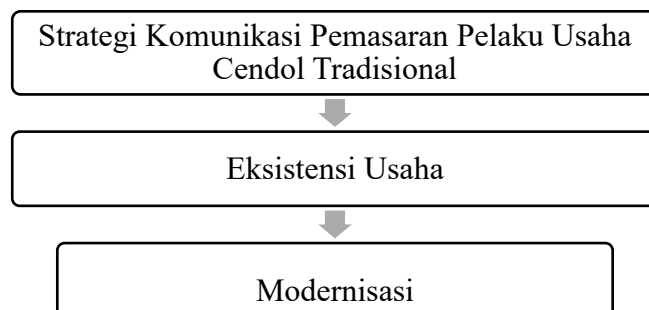 Strategi Komunikasi Pemasaran Pelaku Usaha
Cendol Tradisional
Eksistensi Usaha
Modernisasi